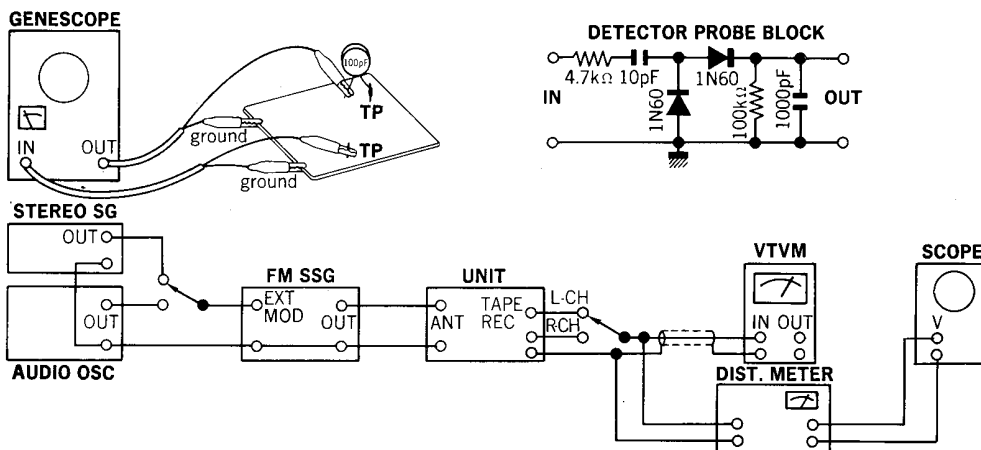 GENESCOPE
100pF
TP
ground
IN
OUT
TP
ground
DETECTOR PROBE BLOCK
4.7kΩ
10pF
1N60
IN
1N60
100kΩ
1000pF
OUT
STEREO SG
OUT
OUT
AUDIO OSC
FM SSG
EXT
MOD
OUT
UNIT
ANT
TAPE
REC
L-CH
R-CH
VTVM
IN
OUT
DIST. METER
SCOPE
V